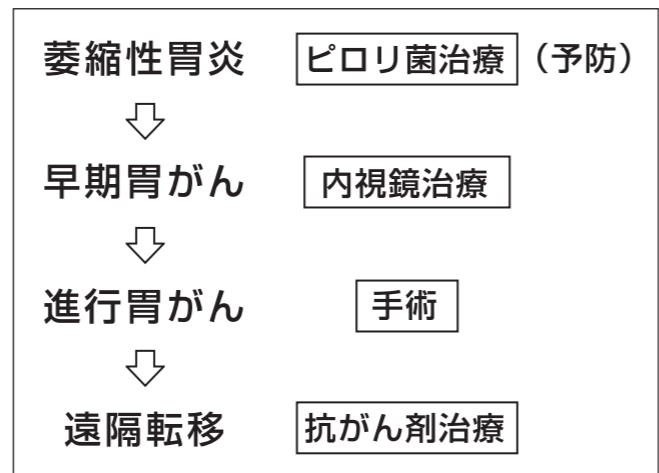 萎縮性胃炎 ピロリ菌治療（予防）
早期胃がん 内視鏡治療
進行胃がん 手術
遠隔転移 抗がん剤治療